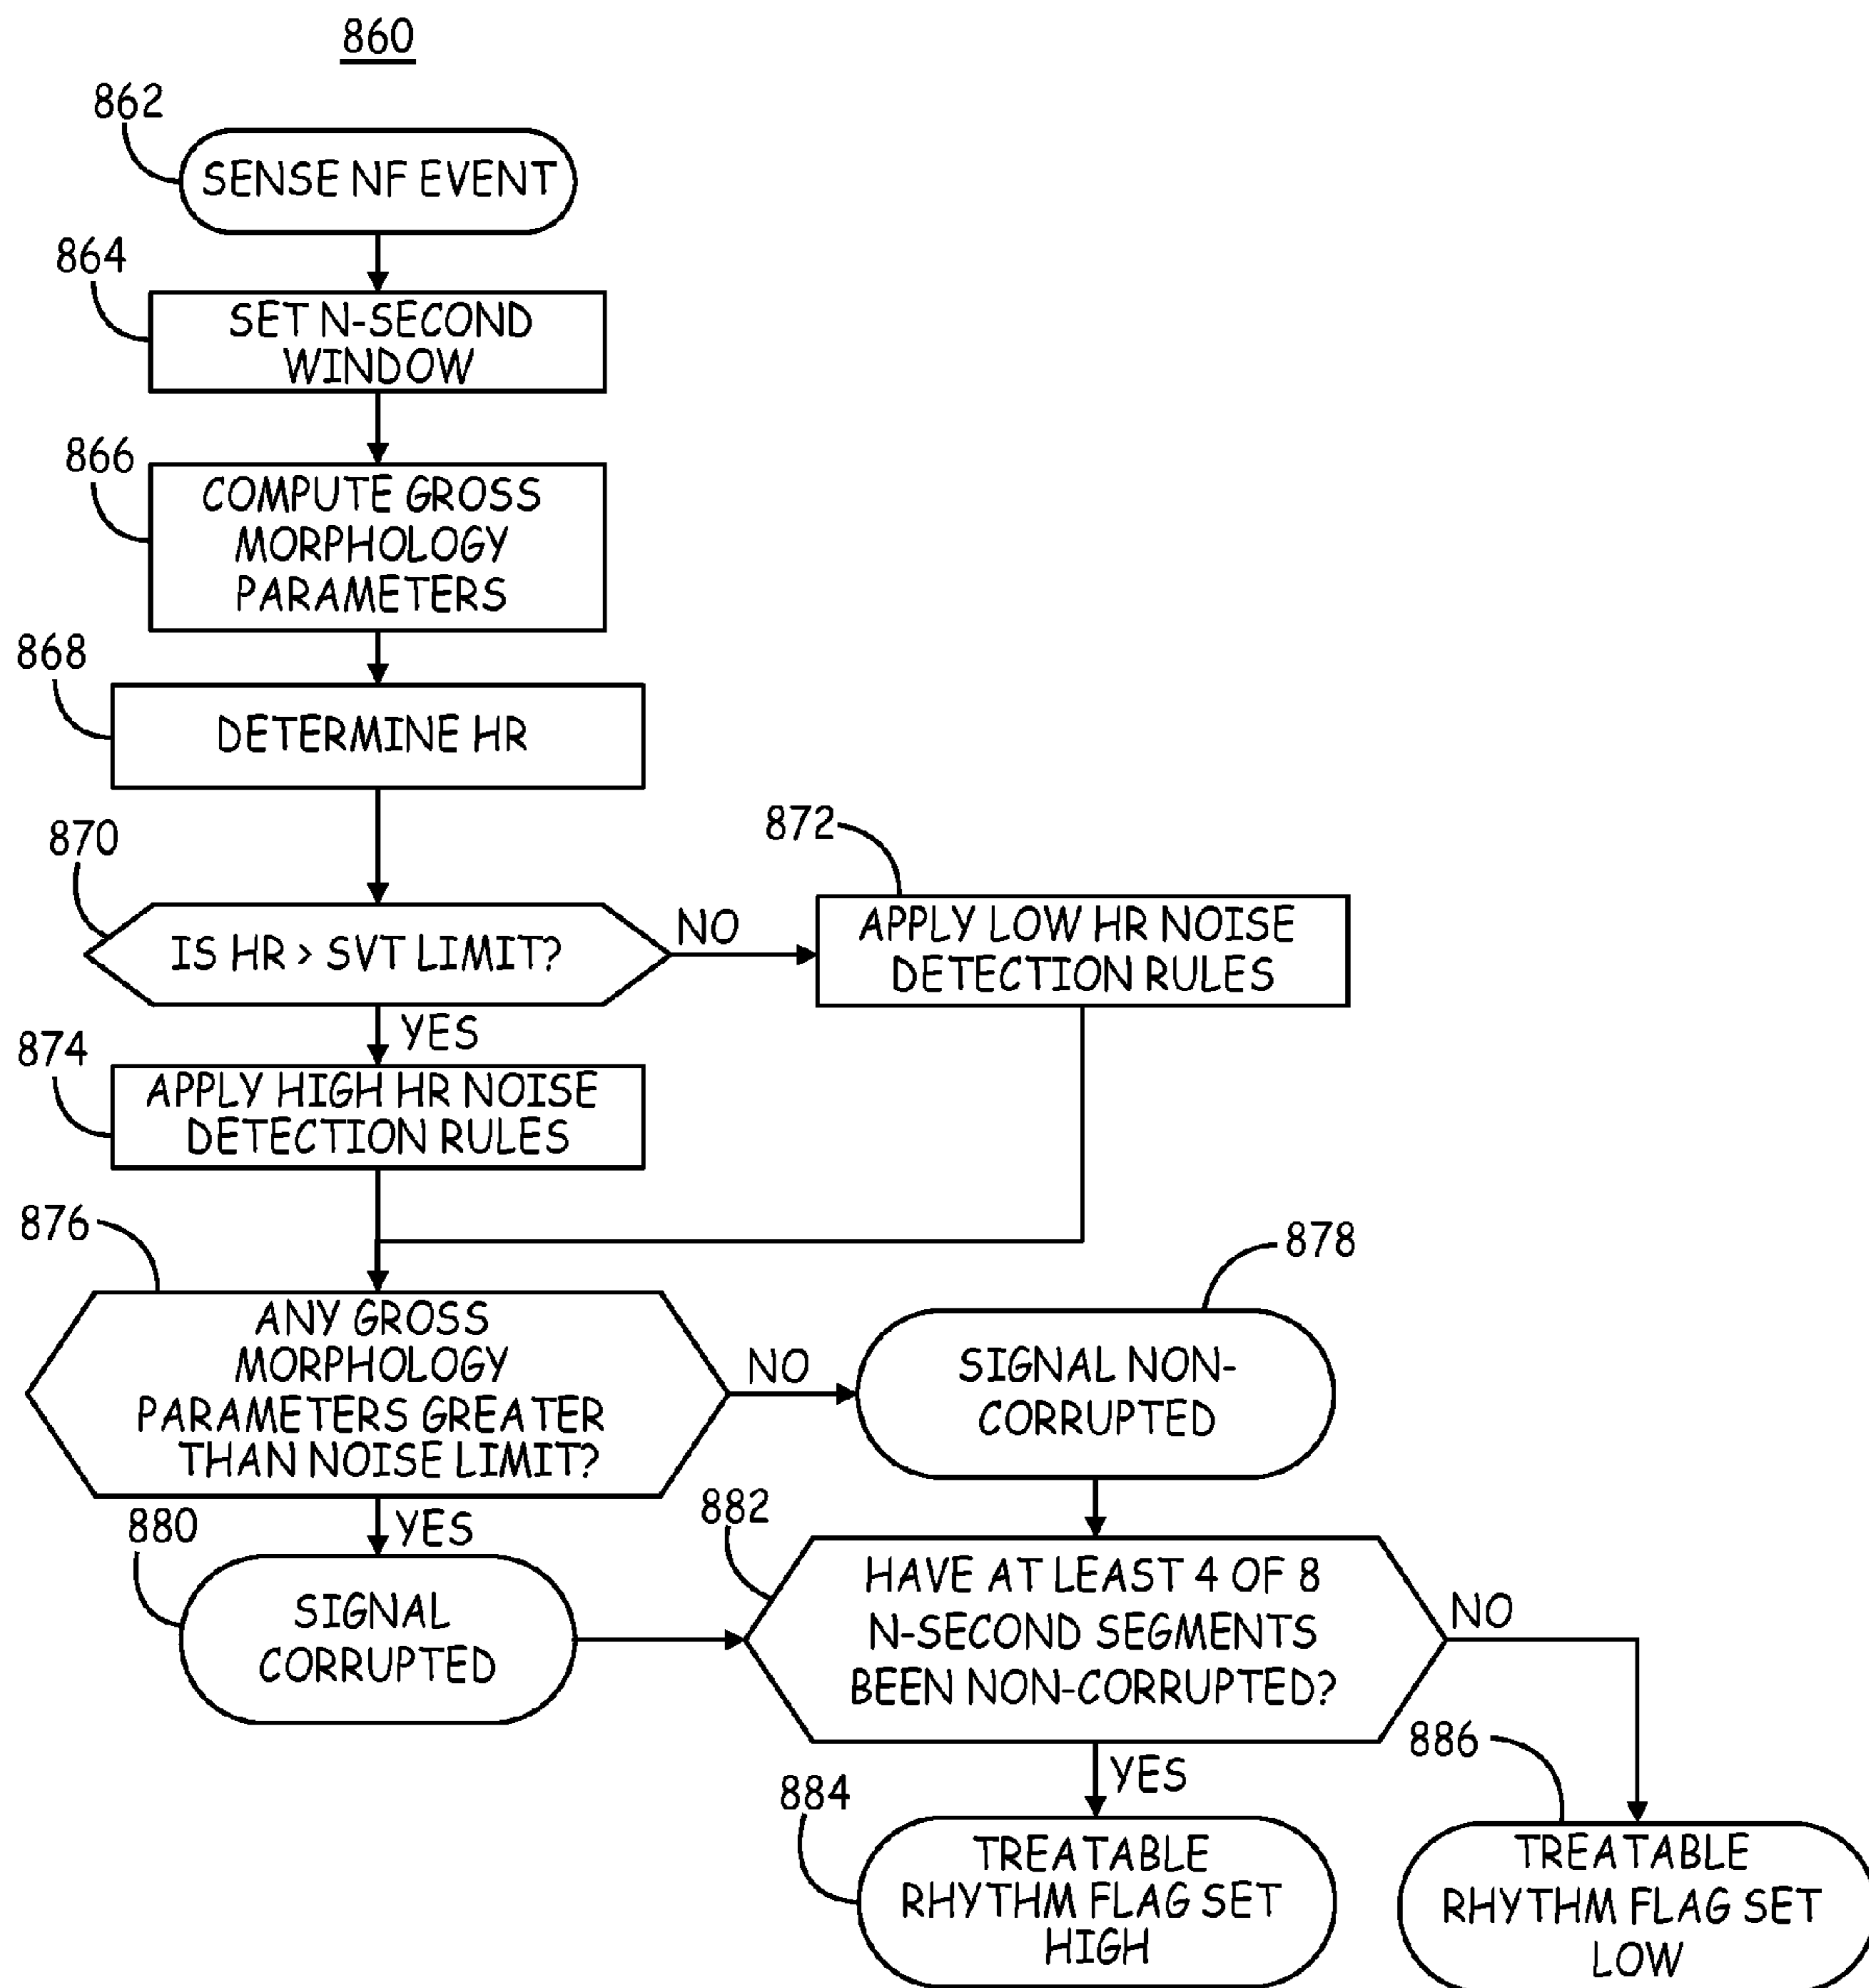 860
862
SENSE NF EVENT
864
SET N-SECOND
WINDOW
866
COMPUTE GROSS
MORPHOLOGY
PARAMETERS
868
DETERMINE HR
870
IS HR > SVT LIMIT?
NO
872
APPLY LOW HR NOISE
DETECTION RULES
YES
874
APPLY HIGH HR NOISE
DETECTION RULES
876
ANY GROSS
MORPHOLOGY
PARAMETERS GREATER
THAN NOISE LIMIT?
NO
878
SIGNAL NON-
CORRUPTED
YES
880
SIGNAL
CORRUPTED
882
HAVE AT LEAST 4 OF 8
N-SECOND SEGMENTS
BEEN NON-CORRUPTED?
NO
YES
884
TREATABLE
RHYTHM FLAG SET
HIGH
886
TREATABLE
RHYTHM FLAG SET
LOW